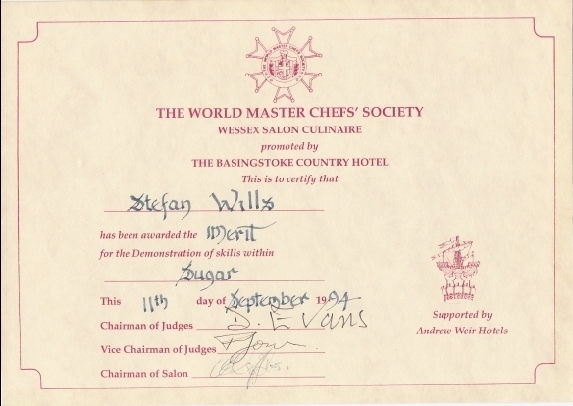 THE WORLD MASTER CHEFS' SOCIETY
WESSEX SALON CULINAIRE
promoted by
THE BASINGSTOKE COUNTRY HOTEL
This is to certify that
Stefan Wills
has been awarded the Merit
for the Demonstration of skills within
Sugar
This 11th day of September 1994
Chairman of Judges D. Evans
Vice Chairman of Judges
Chairman of Salon
Supported by
Andrew Weir Hotels